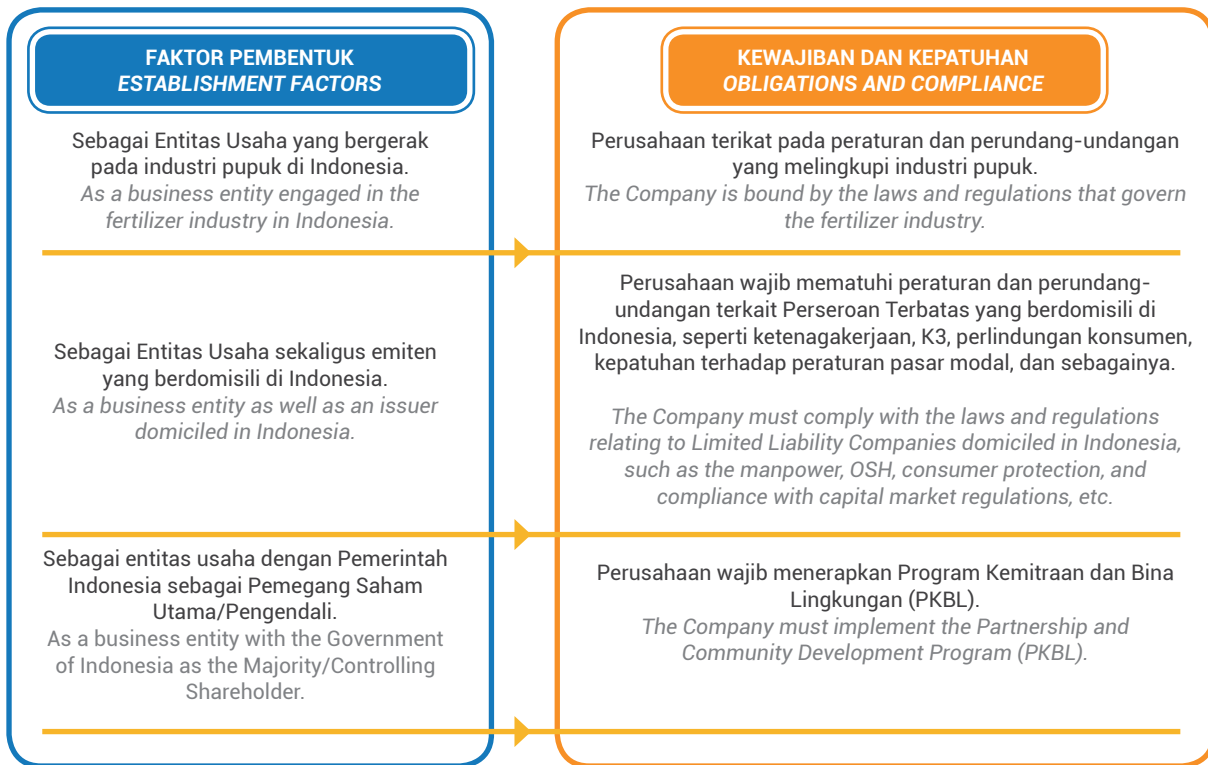 FAKTOR PEMBENTUK
ESTABLISHMENT FACTORS
KEWAJIBAN DAN KEPATUHAN
OBLIGATIONS AND COMPLIANCE
Sebagai Entitas Usaha yang bergerak
pada industri pupuk di Indonesia.
As a business entity engaged in the
fertilizer industry in Indonesia.
Perusahaan terikat pada peraturan dan perundang-undangan
yang melingkupi industri pupuk.
The Company is bound by the laws and regulations that govern
the fertilizer industry.
Sebagai Entitas Usaha sekaligus emiten
yang berdomisili di Indonesia.
As a business entity as well as an issuer
domiciled in Indonesia.
Perusahaan wajib mematuhi peraturan dan perundang-
undangan terkait Perseroan Terbatas yang berdomisili di
Indonesia, seperti ketenagakerjaan, K3, perlindungan konsumen,
kepatuhan terhadap peraturan pasar modal, dan sebagainya.
The Company must comply with the laws and regulations
relating to Limited Liability Companies domiciled in Indonesia,
such as the manpower, OSH, consumer protection, and
compliance with capital market regulations, etc.
Sebagai entitas usaha dengan Pemerintah
Indonesia sebagai Pemegang Saham
Utama/Pengendali.
As a business entity with the Government
of Indonesia as the Majority/Controlling
Shareholder.
Perusahaan wajib menerapkan Program Kemitraan dan Bina
Lingkungan (PKBL).
The Company must implement the Partnership and
Community Development Program (PKBL).